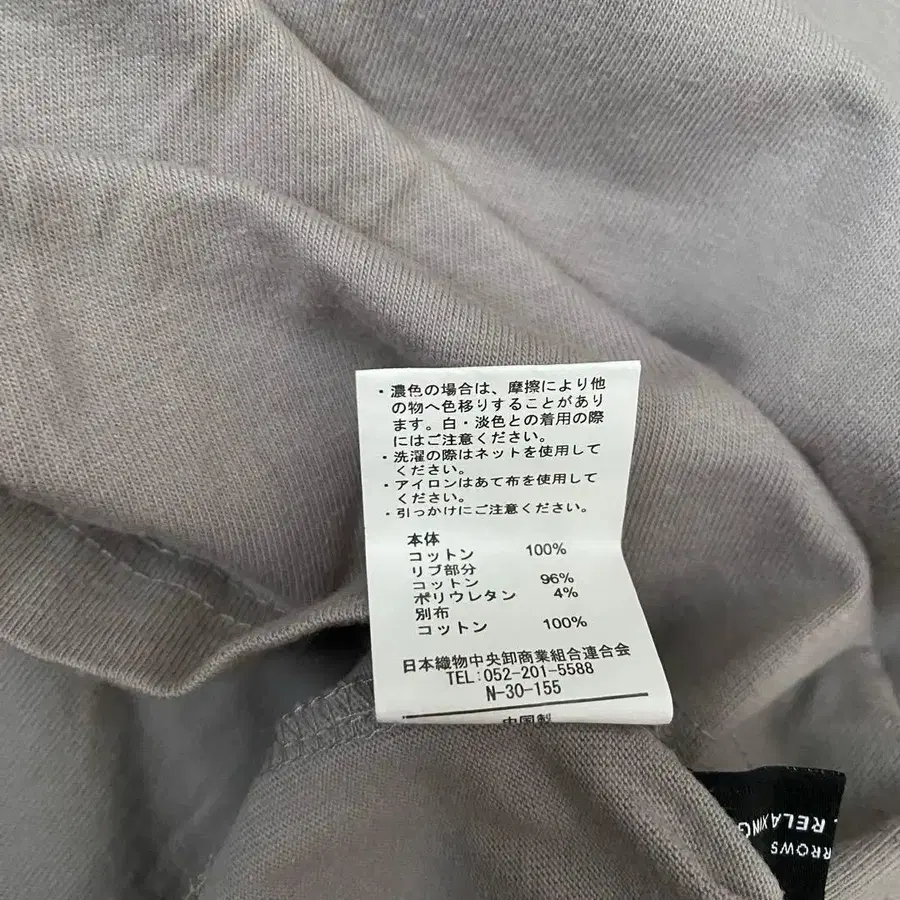 ・濃色の場合は、摩擦により他
の物へ色移りすることがあり
ます。白・淡色との着用の際
にはご注意ください。
・洗濯の際はネットを使用して
ください。
・アイロンはあて布を使用して
ください。
・引っかけにご注意ください。
本体
コットン 100%
リブ部分
コットン 96%
ポリウレタン 4%
別布
コットン 100%
日本織物中央卸商業組合連合会
TEL:052-201-5588
N-30-155
中国製
RROWS
RELAXING